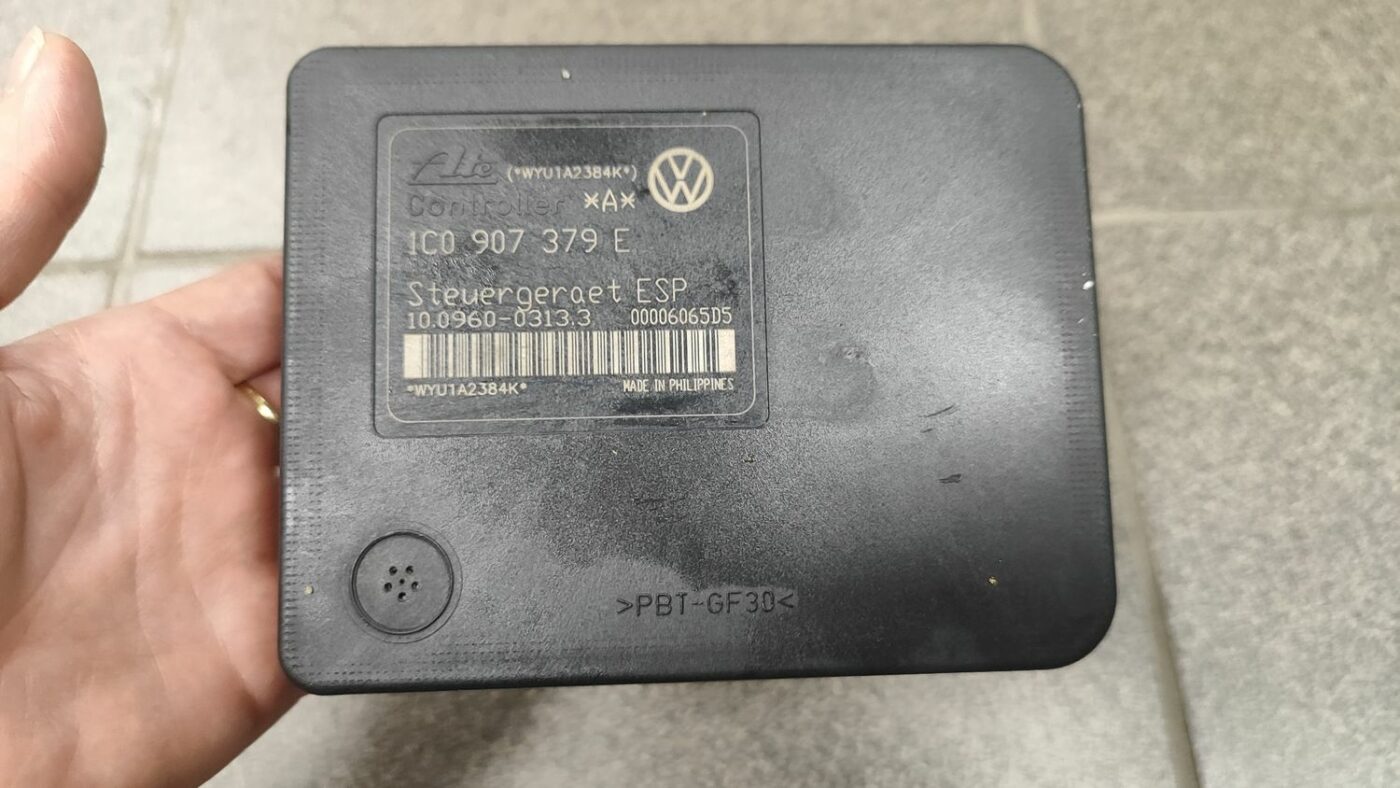 Ate (*WYU1A2384K*)
Controller *A*
1C0 907 379 E
Steuergeraet ESP
10.0960-0313.3 00006065D5
*WYU1A2384K* MADE IN PHILIPPINES
>PBT-GF30<